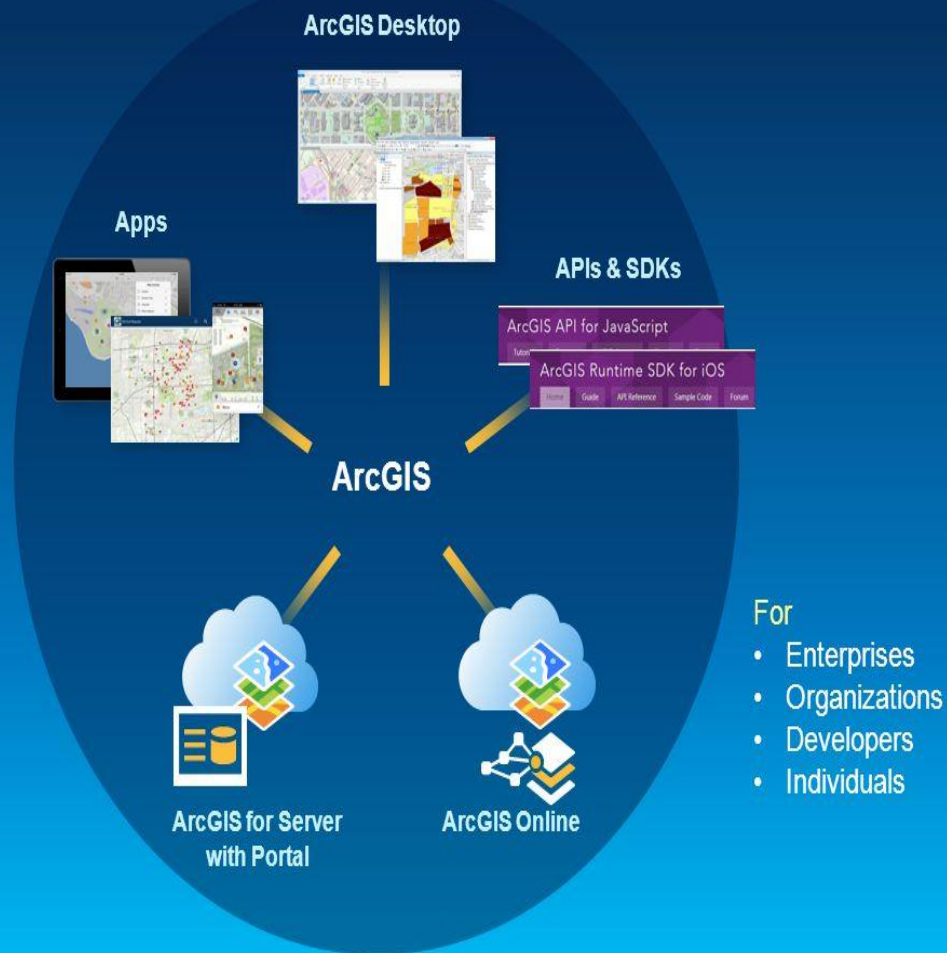 ArcGIS Desktop
Apps
APIs & SDKs
ArcGIS API for JavaScript
ArcGIS Runtime SDK for iOS
Home Guide API Reference Sample Code Forum
ArcGIS
For
• Enterprises
• Organizations
• Developers
• Individuals
ArcGIS for Server
with Portal
ArcGIS Online